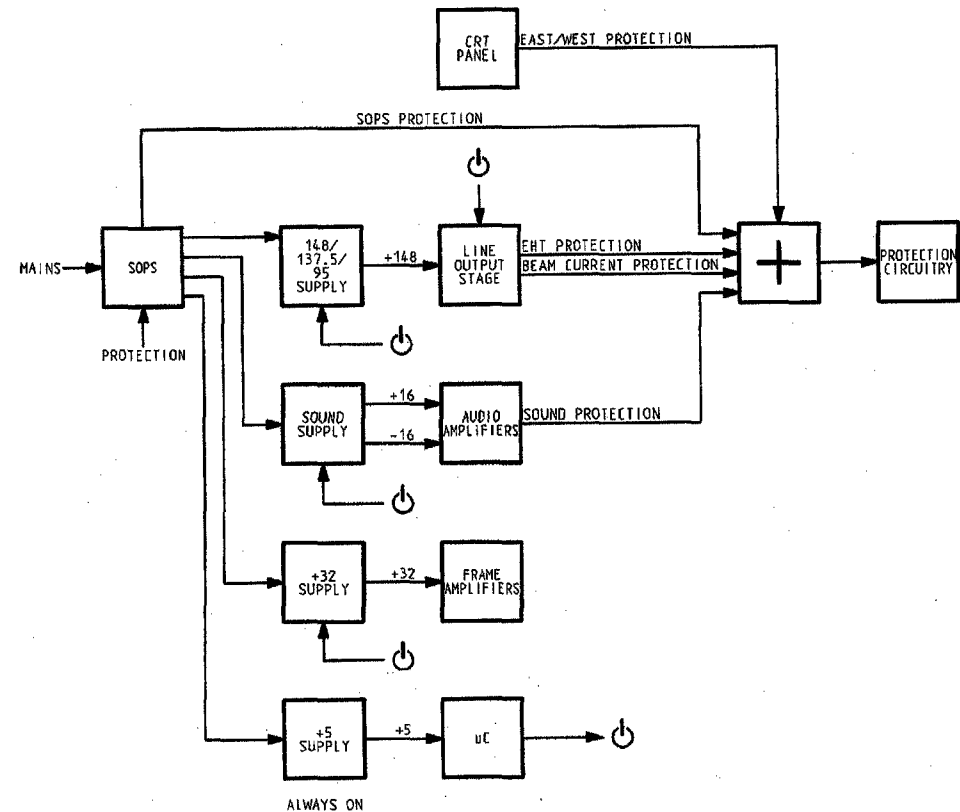 CRT
PANEL
EAST/WEST PROTECTION
SOPS PROTECTION
MAINS
SOPS
PROTECTION
148/
137.5/
95
SUPPLY
+148
LINE
OUTPUT
STAGE
EHT PROTECTION
BEAM CURRENT PROTECTION
+
PROTECTION
CIRCUITRY
SOUND
SUPPLY
+16
-16
AUDIO
AMPLIFIERS
SOUND PROTECTION
+32
SUPPLY
+32
FRAME
AMPLIFIERS
+5
SUPPLY
+5
uC
ALWAYS ON